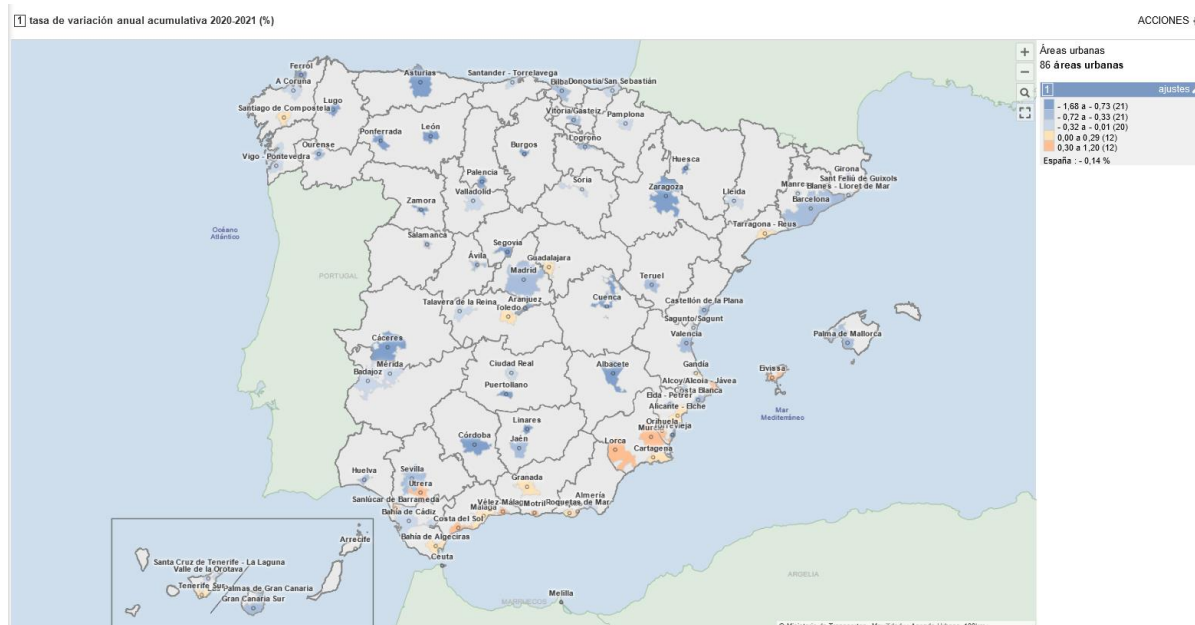 1 tasa de variación anual acumulativa 2020-2021 (%)
ACCIONES
Áreas urbanas
86 áreas urbanas
1 ajustes
- 1,68 a - 0,73 (21)
- 0,72 a - 0,33 (21)
- 0,32 a - 0,01 (20)
0,00 a 0,29 (12)
0,30 a 1,20 (12)
España : - 0,14 %
Ferrol
A Coruña
Lugo
Santiago de Compostela
Ourense
Vigo - Pontevedra
Asturias
Santander - Torrelavega
Donostia/San Sebastián
Vitoria/Gasteiz
Pamplona
Logroño
Ponferrada
León
Burgos
Palencia
Valladolid
Zamora
Soria
Huesca
Zaragoza
Lleida
Girona
Sant Feliú de Guíxols
Manre
Blanes - Lloret de Mar
Barcelona
Tarragona - Reus
Océano
Atlántico
PORTUGAL
Salamanca
Segovia
Ávila
Guadalajara
Madrid
Teruel
Talavera de la Reina
Aranjuez
Toledo
Cuenca
Castellón de la Plana
Sagunto/Sagunt
Valencia
Palma de Mallorca
Cáceres
Mérida
Badajoz
Ciudad Real
Puertollano
Albacete
Gandía
Alcoy/Alcois
Jávea
Costa Blanca
Elda - Petrer
Alicante - Elche
Orihuela
Eivissa
Mar
Mediterráneo
Lorca
Cartagena
Linares
Córdoba
Jaén
Huelva
Sevilla
Utrera
Granada
Sanlúcar de Barrameda
Vélez-Málag
Motril
Roquetas de Mar
Almería
Málaga
Bahía de Cádiz
Costa del Sol
Bahía de Algeciras
Ceuta
Melilla
MARRUECOS
ARGELIA
Arrecife
Santa Cruz de Tenerife - La Laguna
Valle de la Orotava
Tenerife Sur
Palmas de Gran Canaria
Gran Canaria Sur